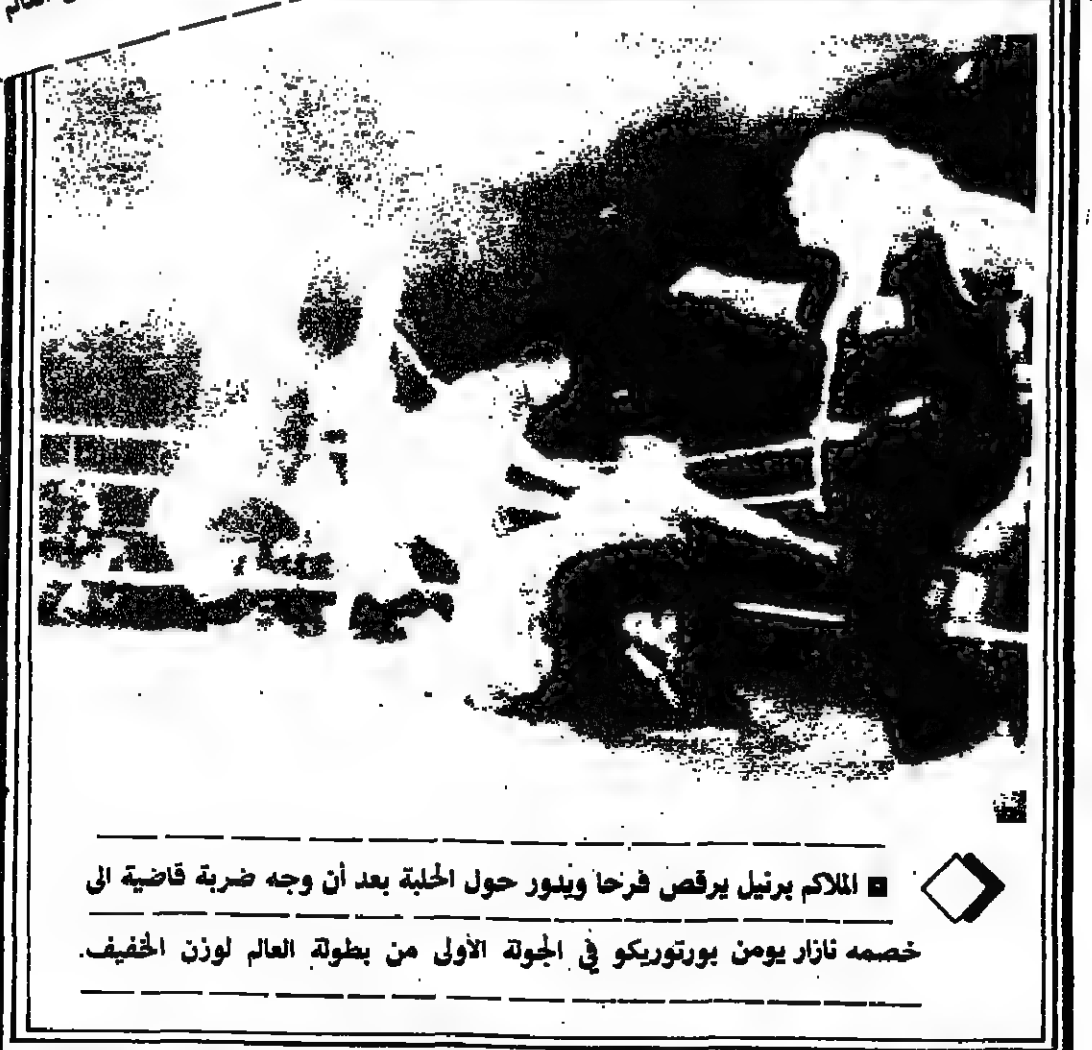 العالم
■ الملاكم برنيل يرقص فرحا ويدور حول الحلبة بعد أن وجه ضربة قاضية الى
خصمه نازار يومن بورتوريكو في الجولة الأولى من بطولة العالم لوزن الخفيف.